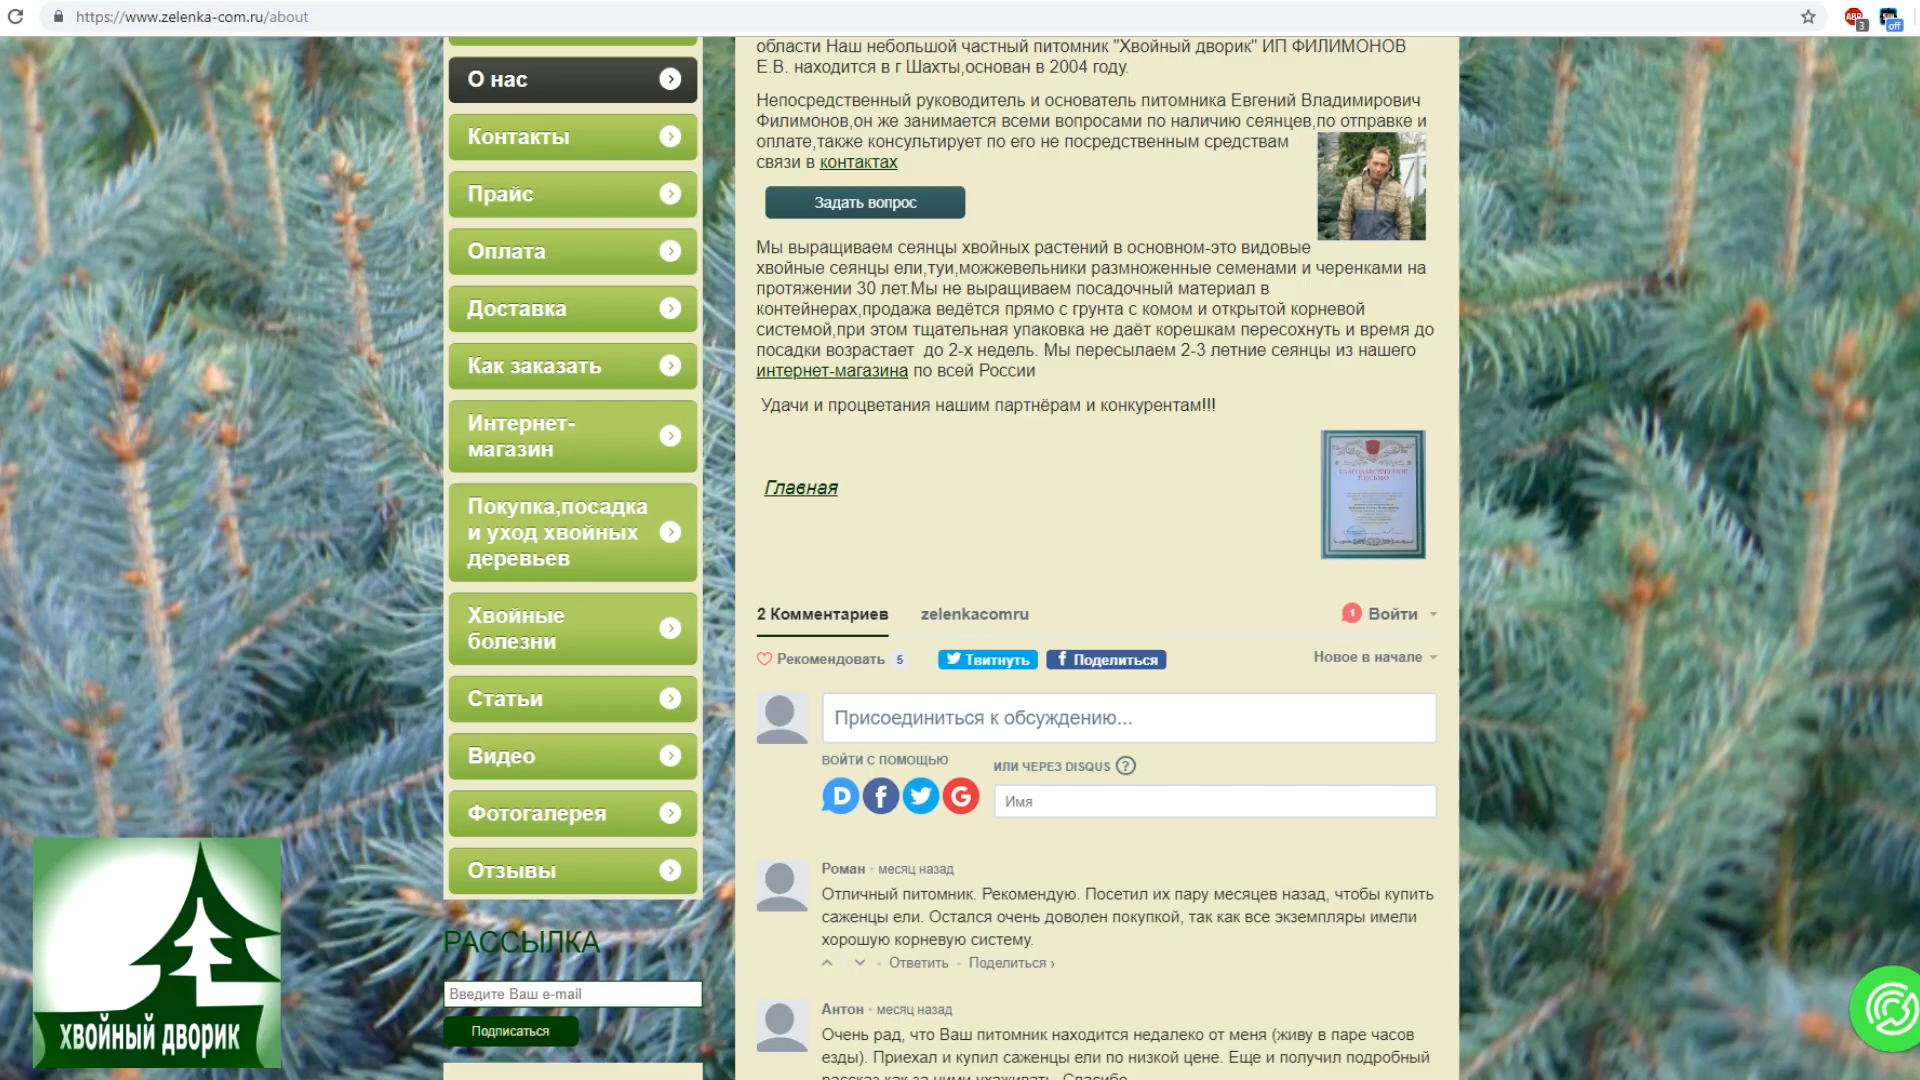 https://www.zelenka-com.ru/about
ABP
3
off
О нас
Контакты
Прайс
Оплата
Доставка
Как заказать
Интернет-
магазин
Покупка,посадка
и уход хвойных
деревьев
Хвойные
болезни
Статьи
Видео
Фотогалерея
Отзывы
РАССЫЛКА
Введите Ваш e-mail
Подписаться
ХВОЙНЫЙ ДВОРИК
области Наш небольшой частный питомник "Хвойный дворик" ИП ФИЛИМОНОВ
Е.В. находится в г Шахты,основан в 2004 году.
Непосредственный руководитель и основатель питомника Евгений Владимирович
Филимонов,он же занимается всеми вопросами по наличию сеянцев,по отправке и
оплате,также консультирует по его не посредственным средствам
связи в контактах
Задать вопрос
Мы выращиваем сеянцы хвойных растений в основном-это видовые
хвойные сеянцы ели,туи,можжевельники размноженные семенами и черенками на
протяжении 30 лет.Мы не выращиваем посадочный материал в
контейнерах,продажа ведётся прямо с грунта с комом и открытой корневой
системой,при этом тщательная упаковка не даёт корешкам пересохнуть и время до
посадки возрастает до 2-х недель. Мы пересылаем 2-3 летние сеянцы из нашего
интернет-магазина по всей России
Удачи и процветания нашим партнёрам и конкурентам!!!
Главная
БЛАГОДАРСТВЕННОЕ
ПИСЬМО
2 Комментариев
zelenkacomru
1
Войти
Рекомендовать 5
Твитнуть
Поделиться
Новое в начале
Присоединиться к обсуждению...
ВОЙТИ С ПОМОЩЬЮ
ИЛИ ЧЕРЕЗ DISQUS ?
D
f
G
Имя
Роман • месяц назад
Отличный питомник. Рекомендую. Посетил их пару месяцев назад, чтобы купить
саженцы ели. Остался очень доволен покупкой, так как все экземпляры имели
хорошую корневую систему.
• Ответить • Поделиться ›
Антон • месяц назад
Очень рад, что Ваш питомник находится недалеко от меня (живу в паре часов
езды). Приехал и купил саженцы ели по низкой цене. Еще и получил подробный
рассказ как за ними ухаживать. Спасибо